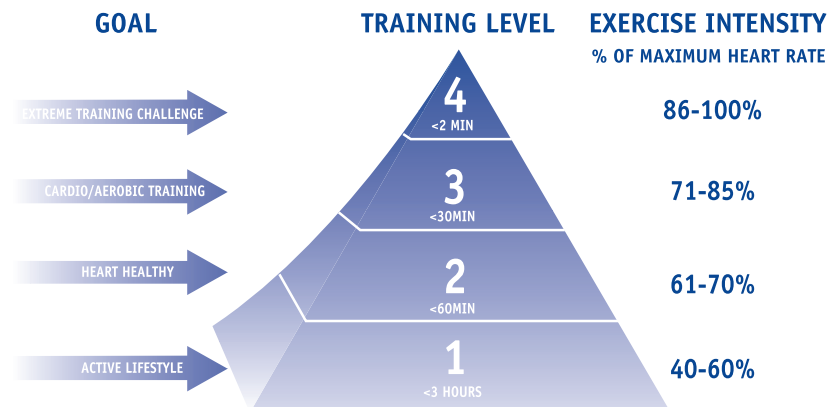 GOAL
TRAINING LEVEL
EXERCISE INTENSITY
% OF MAXIMUM HEART RATE
EXTREME TRAINING CHALLENGE
4
<2 MIN
86-100%
CARDIO/AEROBIC TRAINING
3
<30MIN
71-85%
HEART HEALTHY
2
<60MIN
61-70%
ACTIVE LIFESTYLE
1
<3 HOURS
40-60%